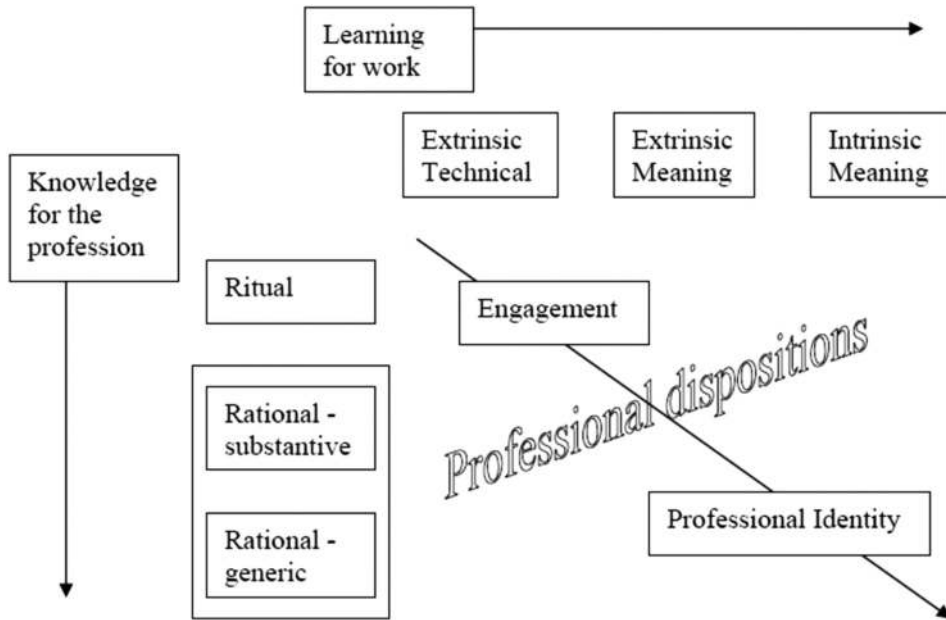 Learning
for work
Extrinsic
Technical
Extrinsic
Meaning
Intrinsic
Meaning
Knowledge
for the
profession
Ritual
Engagement
Professional dispositions
Rational -
substantive
Professional Identity
Rational -
generic